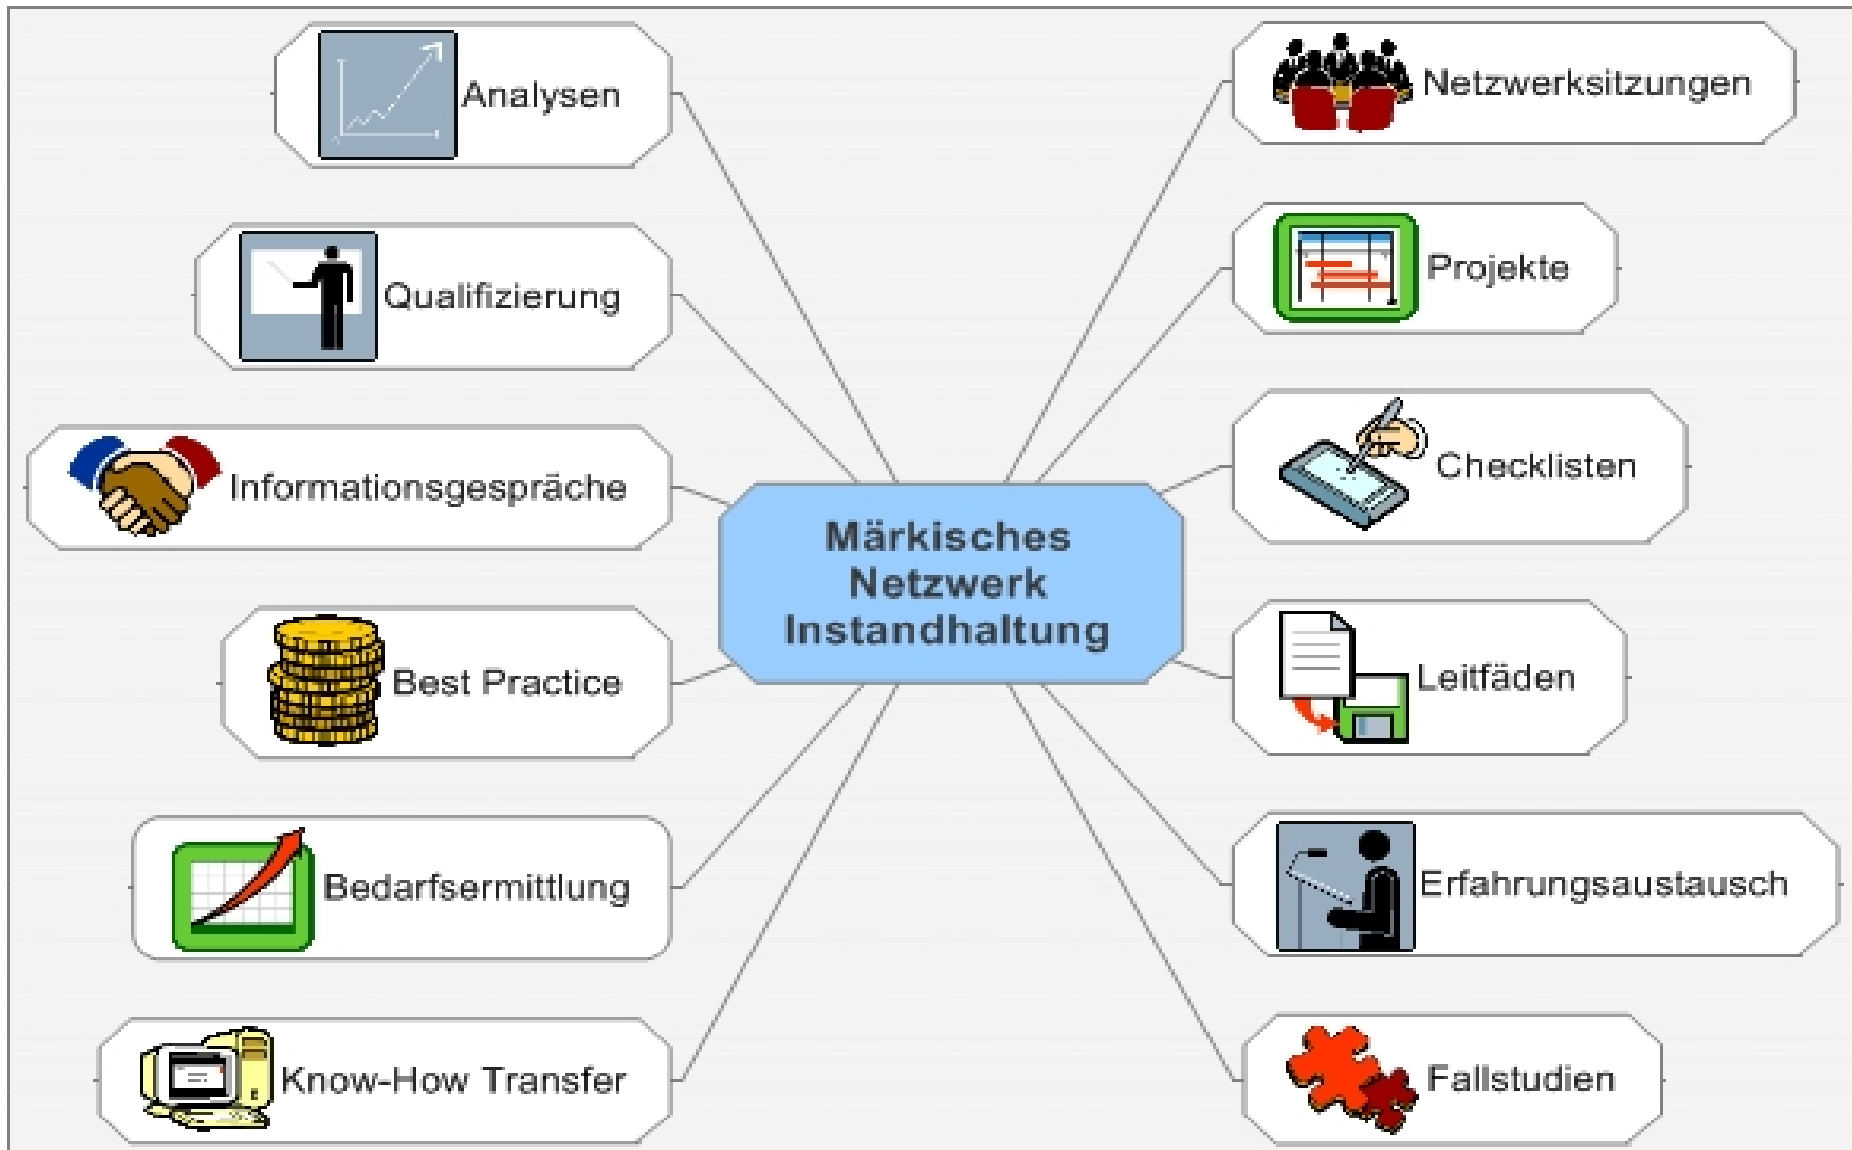 Analysen
Qualifizierung
Informationsgespräche
Best Practice
Bedarfsermittlung
Know-How Transfer
Märkisches
Netzwerk
Instandhaltung
Netzwerksitzungen
Projekte
Checklisten
Leitfäden
Erfahrungsaustausch
Fallstudien